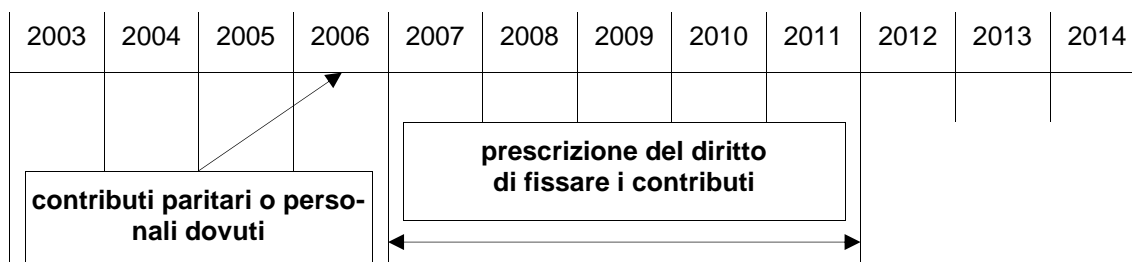 2003 2004 2005 2006 2007 2008 2009 2010 2011 2012 2013 2014
prescrizione del diritto
di fissare i contributi
contributi paritari o perso-
nali dovuti